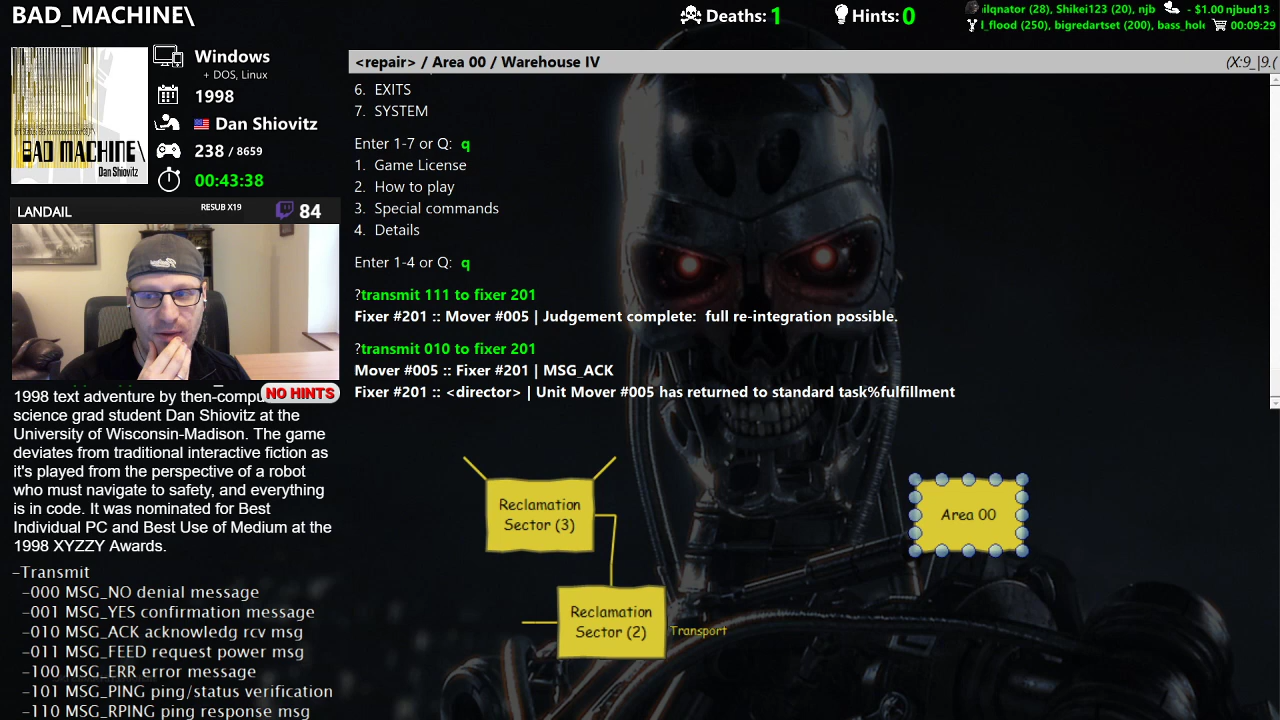 BAD_MACHINE\
Deaths: 1
Hints: 0
ilqnator (28), Shikei123 (20), njb
- $1.00 njbud13
l_flood (250), bigredartset (200), bass_hole
00:09:29
BAD MACHINE\
Dan Shiovitz
Windows
+ DOS, Linux
1998
Dan Shiovitz
238 / 8659
00:43:38
LANDAIL
RESUB X19
84
NO HINTS
1998 text adventure by then-compu
science grad student Dan Shiovitz at the
University of Wisconsin-Madison. The game
deviates from traditional interactive fiction as
it's played from the perspective of a robot
who must navigate to safety, and everything
is in code. It was nominated for Best
Individual PC and Best Use of Medium at the
1998 XYZZY Awards.
-Transmit
-000 MSG_NO denial message
-001 MSG_YES confirmation message
-010 MSG_ACK acknowledg rcv msg
-011 MSG_FEED request power msg
-100 MSG_ERR error message
-101 MSG_PING ping/status verification
-110 MSG_RPING ping response msg
<repair> / Area 00 / Warehouse IV
(X:9_|9.(
6. EXITS
7. SYSTEM
Enter 1-7 or Q: q
1. Game License
2. How to play
3. Special commands
4. Details
Enter 1-4 or Q: q
?transmit 111 to fixer 201
Fixer #201 :: Mover #005 | Judgement complete: full re-integration possible.
?transmit 010 to fixer 201
Mover #005 :: Fixer #201 | MSG_ACK
Fixer #201 :: <director> | Unit Mover #005 has returned to standard task%fulfillment
Reclamation
Sector (3)
Area 00
Reclamation
Sector (2)
Transport